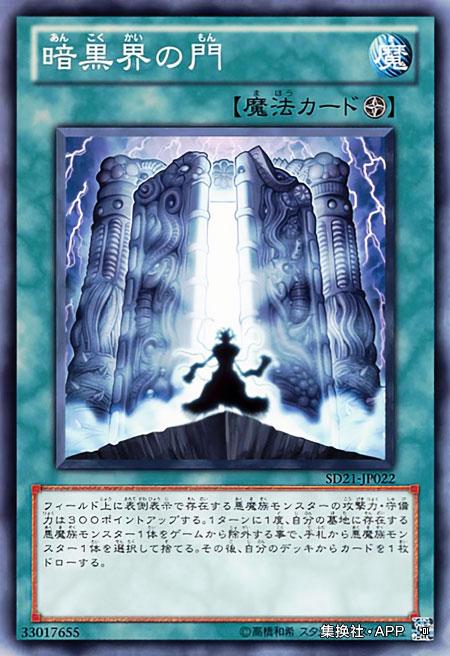 暗黒界の門
魔
【魔法カード】
SD21-JP022
フィールド上に表側表示で存在する悪魔族モンスターの攻撃力・守備
力は300ポイントアップする。1ターンに1度、自分の墓地に存在する
悪魔族モンスター1体をゲームから除外する事で、手札から悪魔族モン
スター1体を選択して捨てる。その後、自分のデッキからカードを1枚
ドローする。
33017655
©高橋和希 スタ
集英社・APP